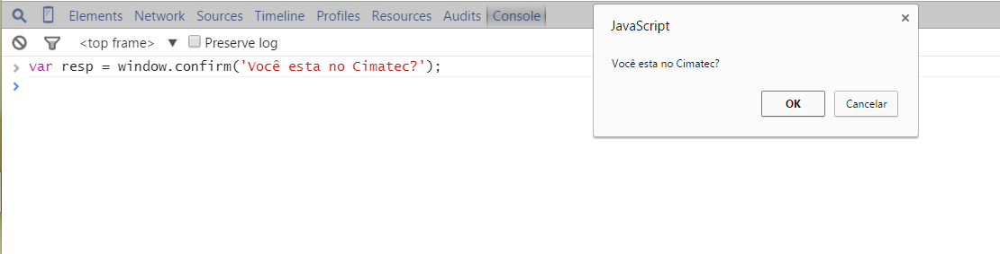 Elements Network Sources Timeline Profiles Resources Audits Console
<top frame> ▼ Preserve log
> var resp = window.confirm('Você esta no Cimatec?');
>
JavaScript ×
Você esta no Cimatec?
OK Cancelar